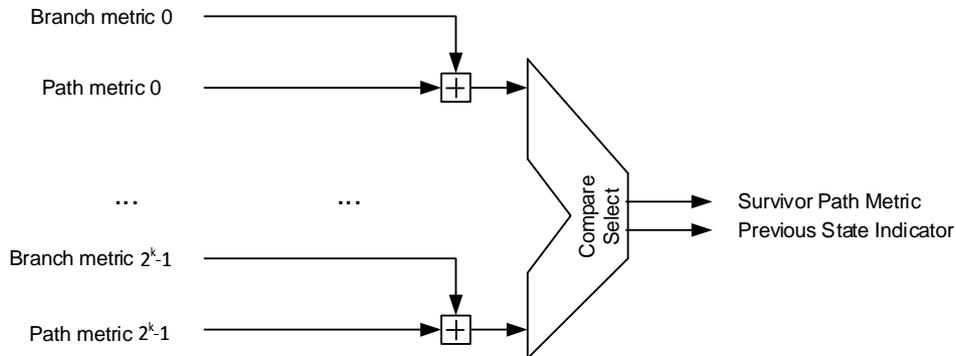 Branch metric 0
Path metric 0
... ...
Compare
Select
Survivor Path Metric
Previous State Indicator
Branch metric 2ᵏ-1
Path metric 2ᵏ-1